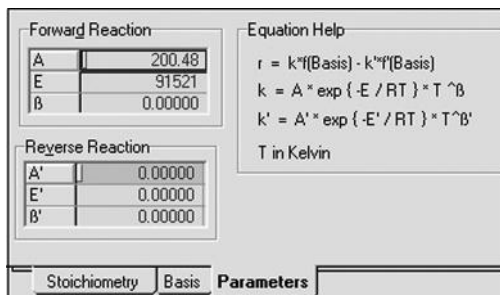 Forward Reaction
A 200.48
E 91521
ß 0.00000
Reverse Reaction
A' 0.00000
E' 0.00000
ß' 0.00000
Equation Help
r = k*f(Basis) - k'*f'(Basis)
k = A * exp { -E / RT } * T ^ß
k' = A' * exp { -E' / RT } * T^ß'
T in Kelvin
Stoichiometry Basis Parameters